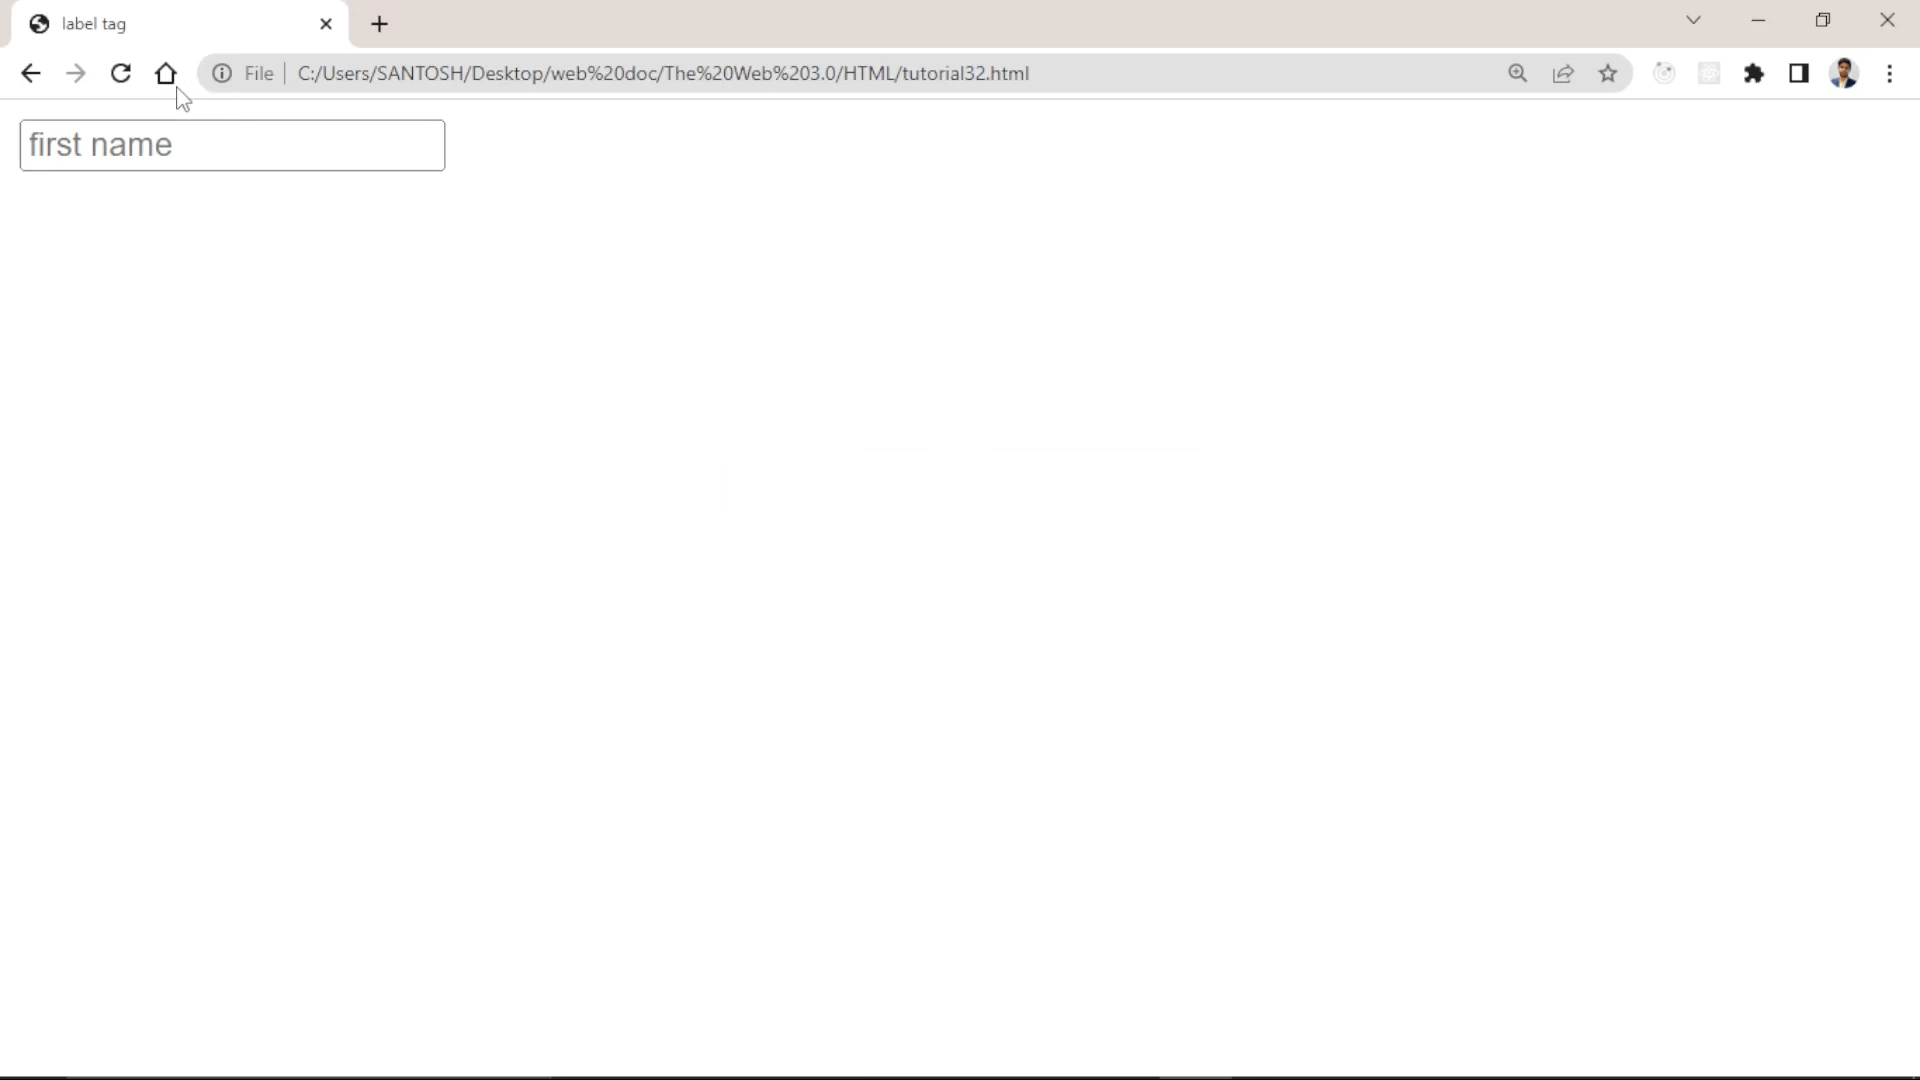 label tag
File
C:/Users/SANTOSH/Desktop/web%20doc/The%20Web%203.0/HTML/tutorial32.html
first name